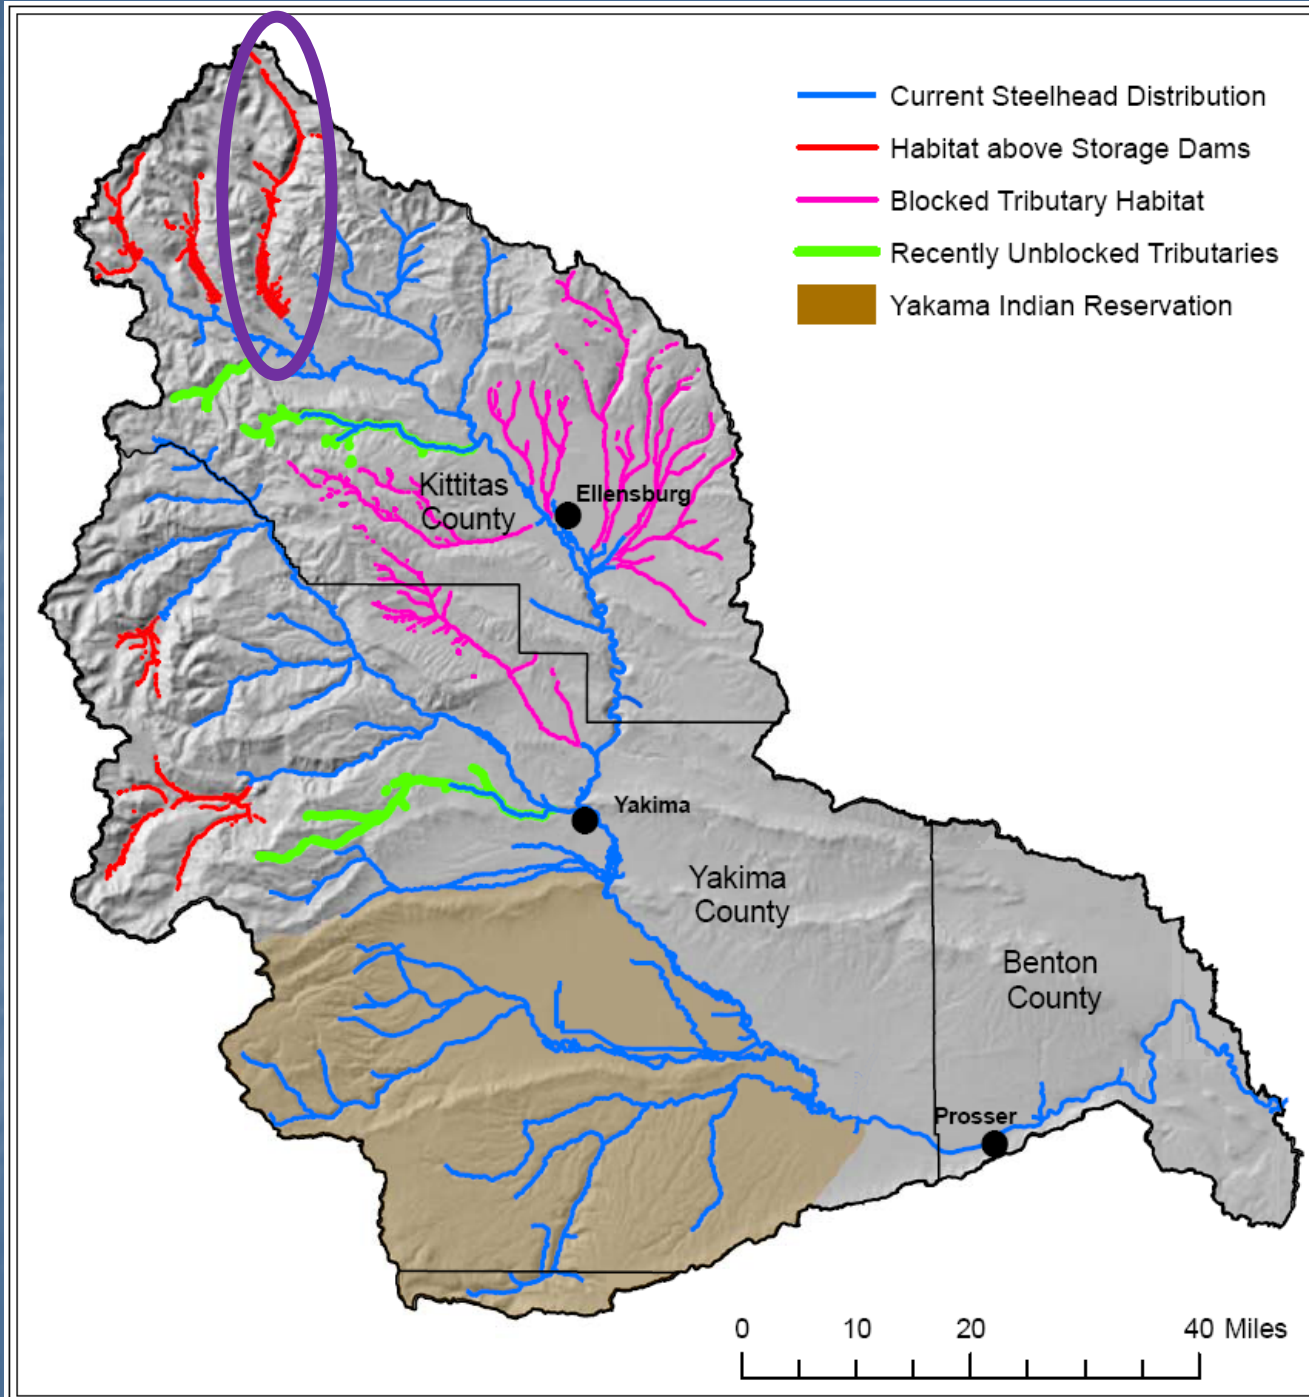 Current Steelhead Distribution
Habitat above Storage Dams
Blocked Tributary Habitat
Recently Unblocked Tributaries
Yakama Indian Reservation
Kittitas
County
Ellensburg
Yakima
Yakima
County
Benton
County
Prosser
0 10 20 40 Miles